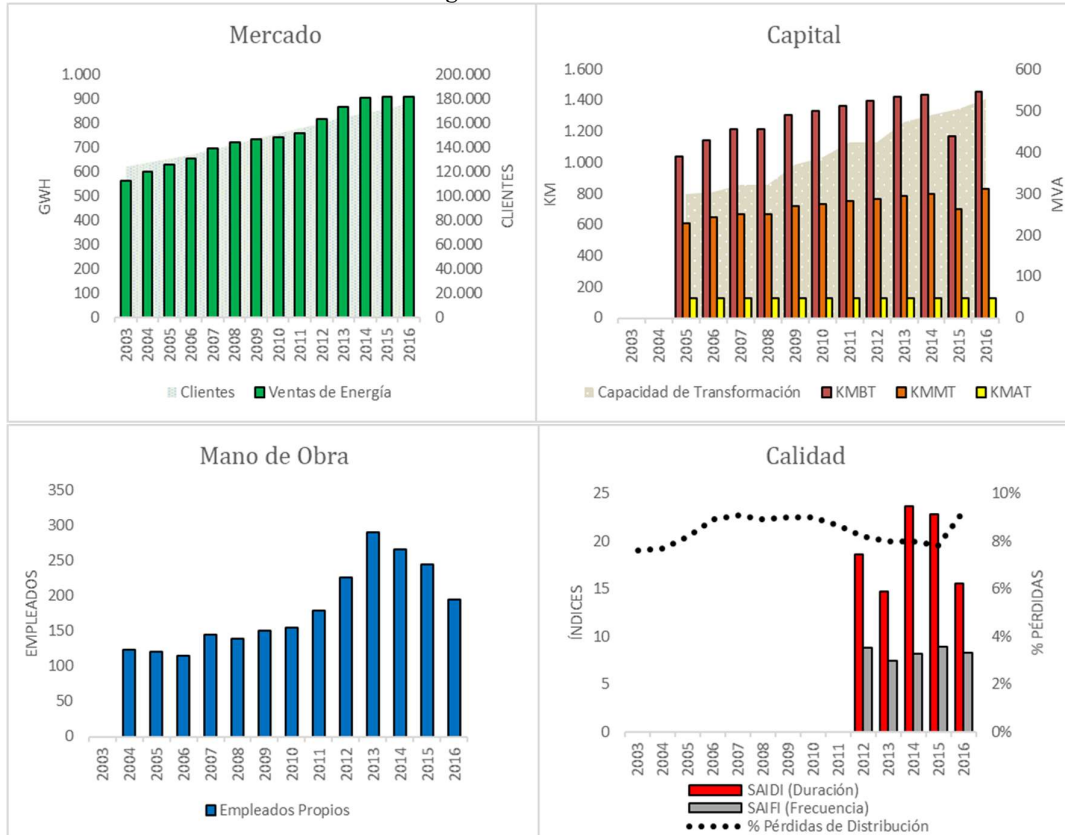 Mercado
GWH
1.000
900
800
700
600
500
400
300
200
100
0
200.000
180.000
160.000
140.000
120.000
100.000
80.000
60.000
40.000
20.000
0
CLIENTES
2003 2004 2005 2006 2007 2008 2009 2010 2011 2012 2013 2014 2015 2016
Clientes Ventas de Energía
Capital
KM
1.600
1.400
1.200
1.000
800
600
400
200
0
600
500
400
300
200
100
0
MVA
2003 2004 2005 2006 2007 2008 2009 2010 2011 2012 2013 2014 2015 2016
Capacidad de Transformación KMBT KMMT KMAT
Mano de Obra
EMPLEADOS
350
300
250
200
150
100
50
0
2003 2004 2005 2006 2007 2008 2009 2010 2011 2012 2013 2014 2015 2016
Empleados Propios
Calidad
ÍNDICES
25
20
15
10
5
0
10%
8%
6%
4%
2%
0%
% PÉRDIDAS
2003 2004 2005 2006 2007 2008 2009 2010 2011 2012 2013 2014 2015 2016
SAIDI (Duración)
SAIFI (Frecuencia)
% Pérdidas de Distribución